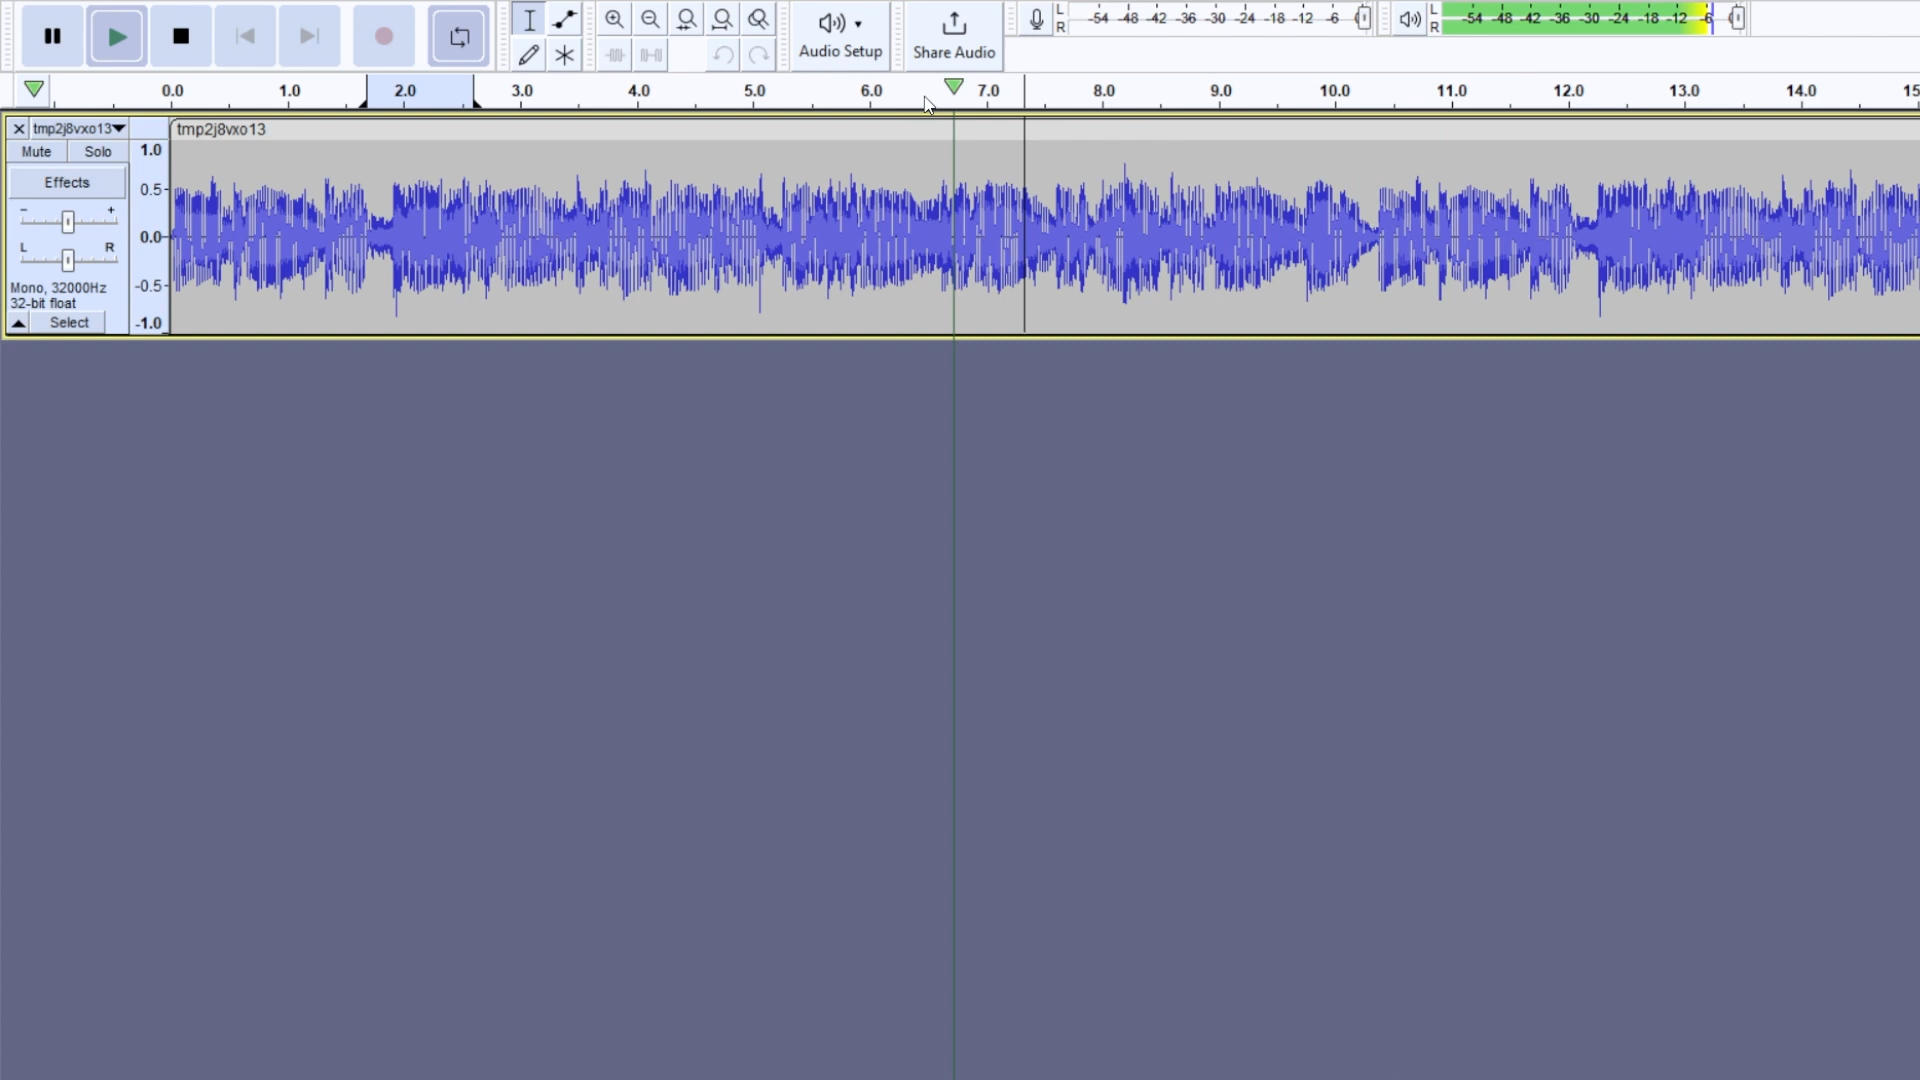 L
R
-54 -48 -42 -36 -30 -24 -18 -12 -6
L
R
-54 -48 -42 -36 -30 -24 -18 -12 -6
Audio Setup
Share Audio
0.0 1.0 2.0 3.0 4.0 5.0 6.0 7.0 8.0 9.0 10.0 11.0 12.0 13.0 14.0 15
tmp2j8vxo13
tmp2j8vxo13
Mute Solo
Effects
- +
L R
Mono, 32000Hz
32-bit float
Select
1.0
0.5
0.0
-0.5
-1.0